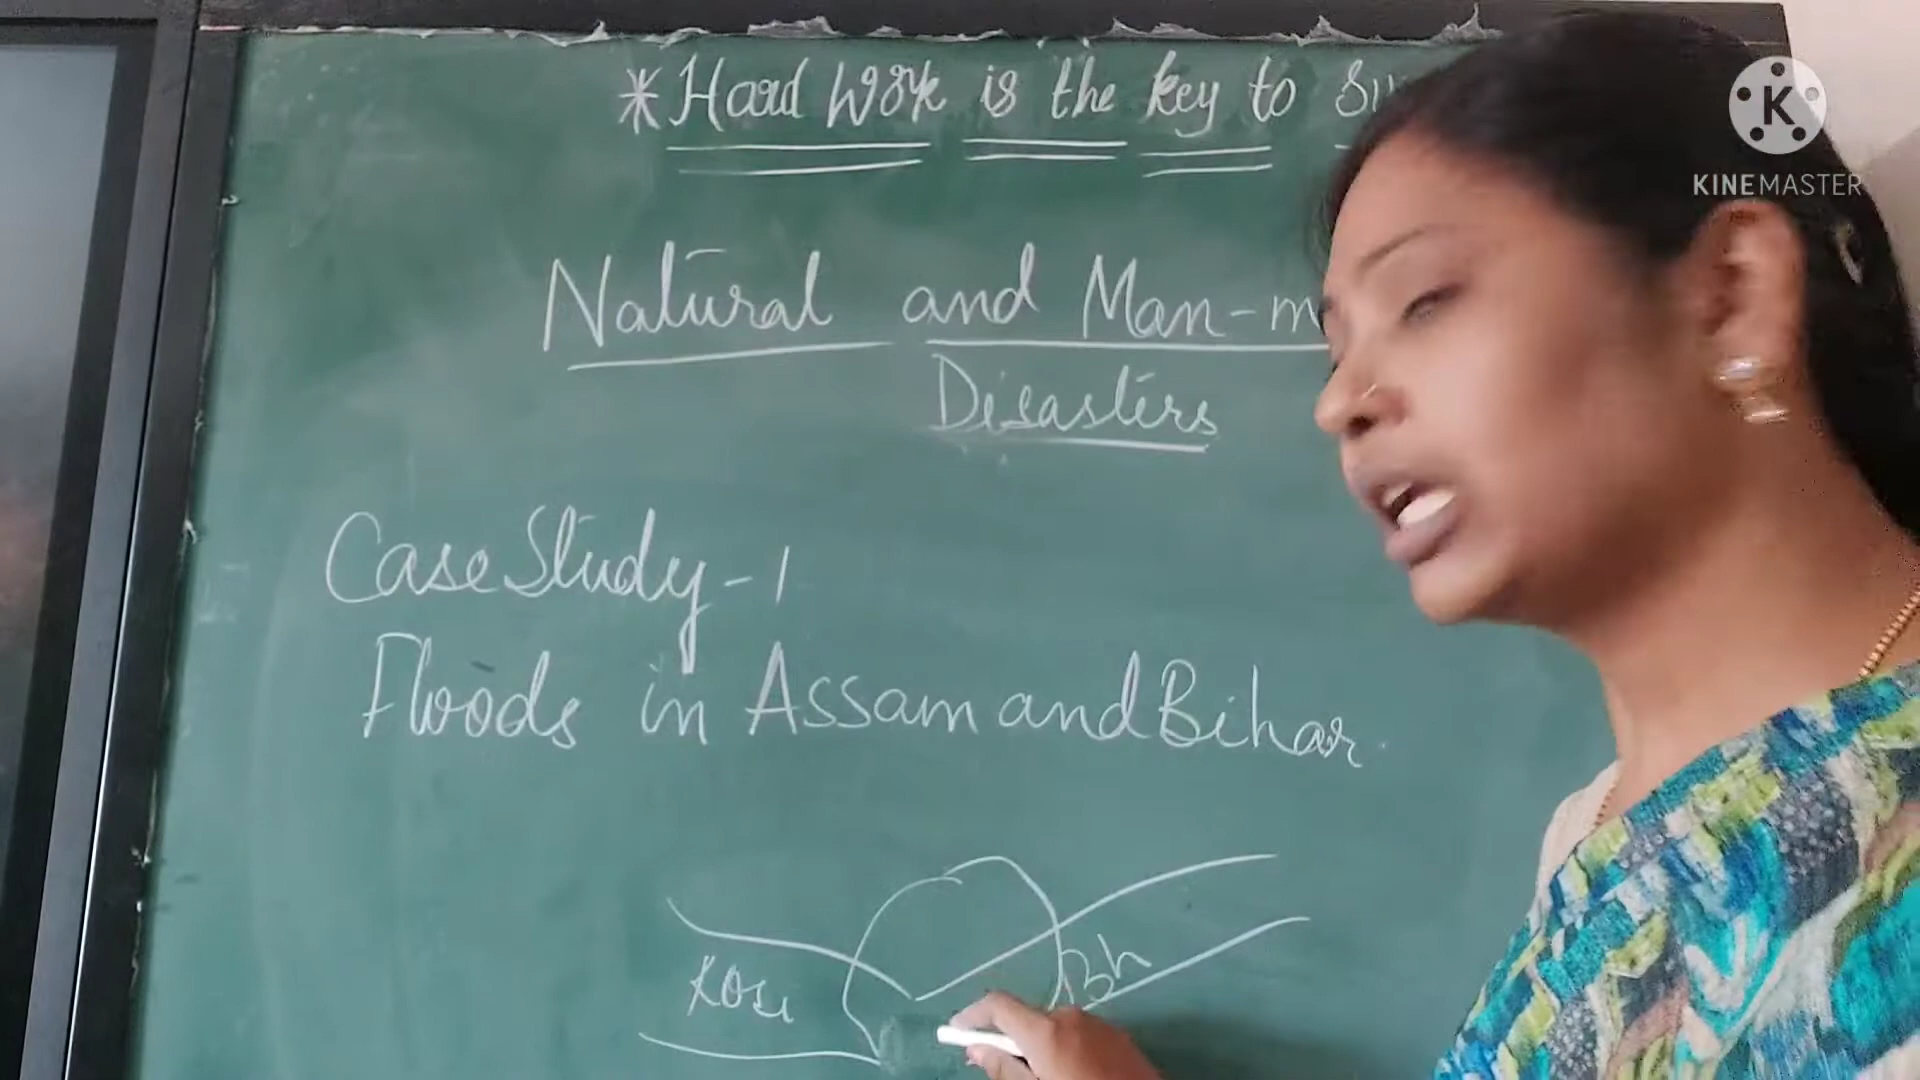 * Hard Work is the key to
K
KINEMASTER
Natural and Man-m
Disasters
Case Study - 1
Floods in Assam and Bihar.
Kosi
Bh